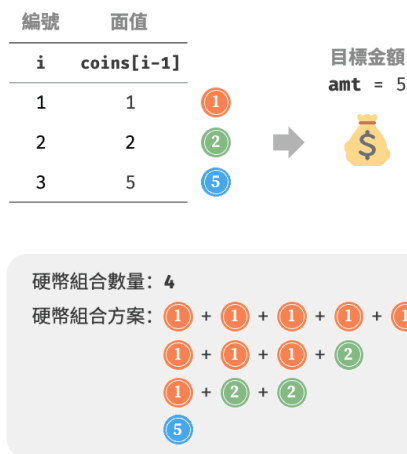 編號 面值
i coins[i-1]
目標金額
amt = 5
1 1 1
2 2 2
3 5 5
硬幣組合數量：4
硬幣組合方案：1 + 1 + 1 + 1 + 1
1 + 1 + 1 + 2
1 + 2 + 2
5